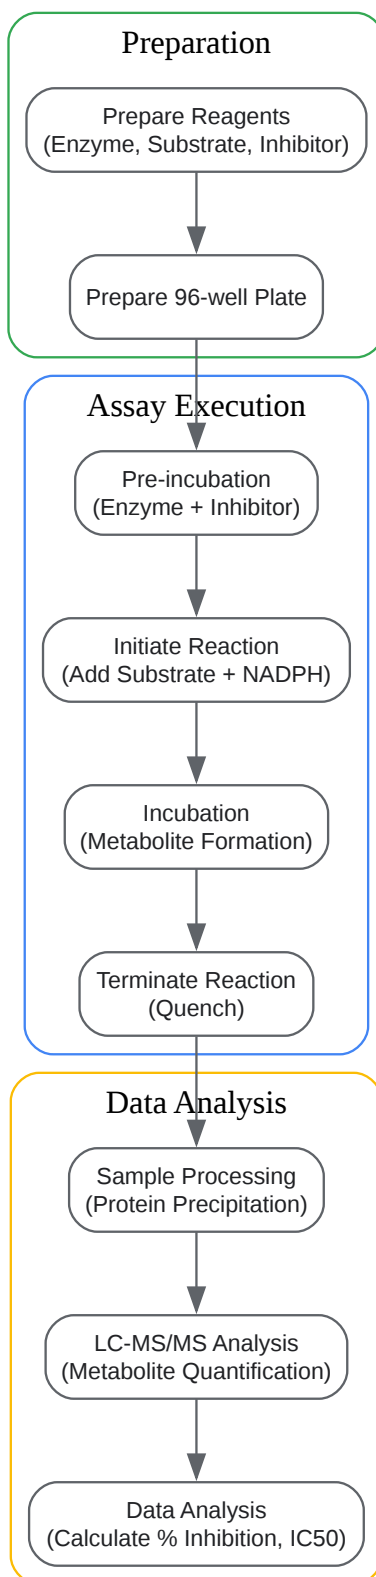 Preparation
Prepare Reagents
(Enzyme, Substrate, Inhibitor)
Prepare 96-well Plate
Assay Execution
Pre-incubation
(Enzyme + Inhibitor)
Initiate Reaction
(Add Substrate + NADPH)
Incubation
(Metabolite Formation)
Terminate Reaction
(Quench)
Data Analysis
Sample Processing
(Protein Precipitation)
LC-MS/MS Analysis
(Metabolite Quantification)
Data Analysis
(Calculate % Inhibition, IC50)